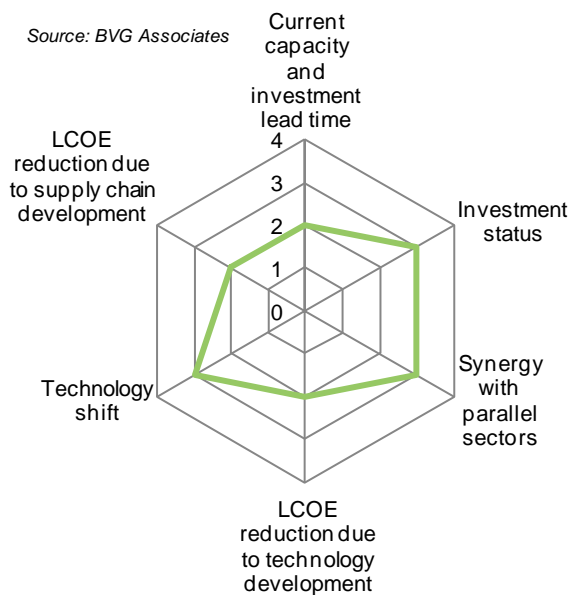 Source: BVG Associates
Current
capacity
and
investment
lead time
LCOE
reduction due
to supply chain
development
4
3
2
1
0
Investment
status
Synergy
with
parallel
sectors
Technology
shift
LCOE
reduction due
to technology
development